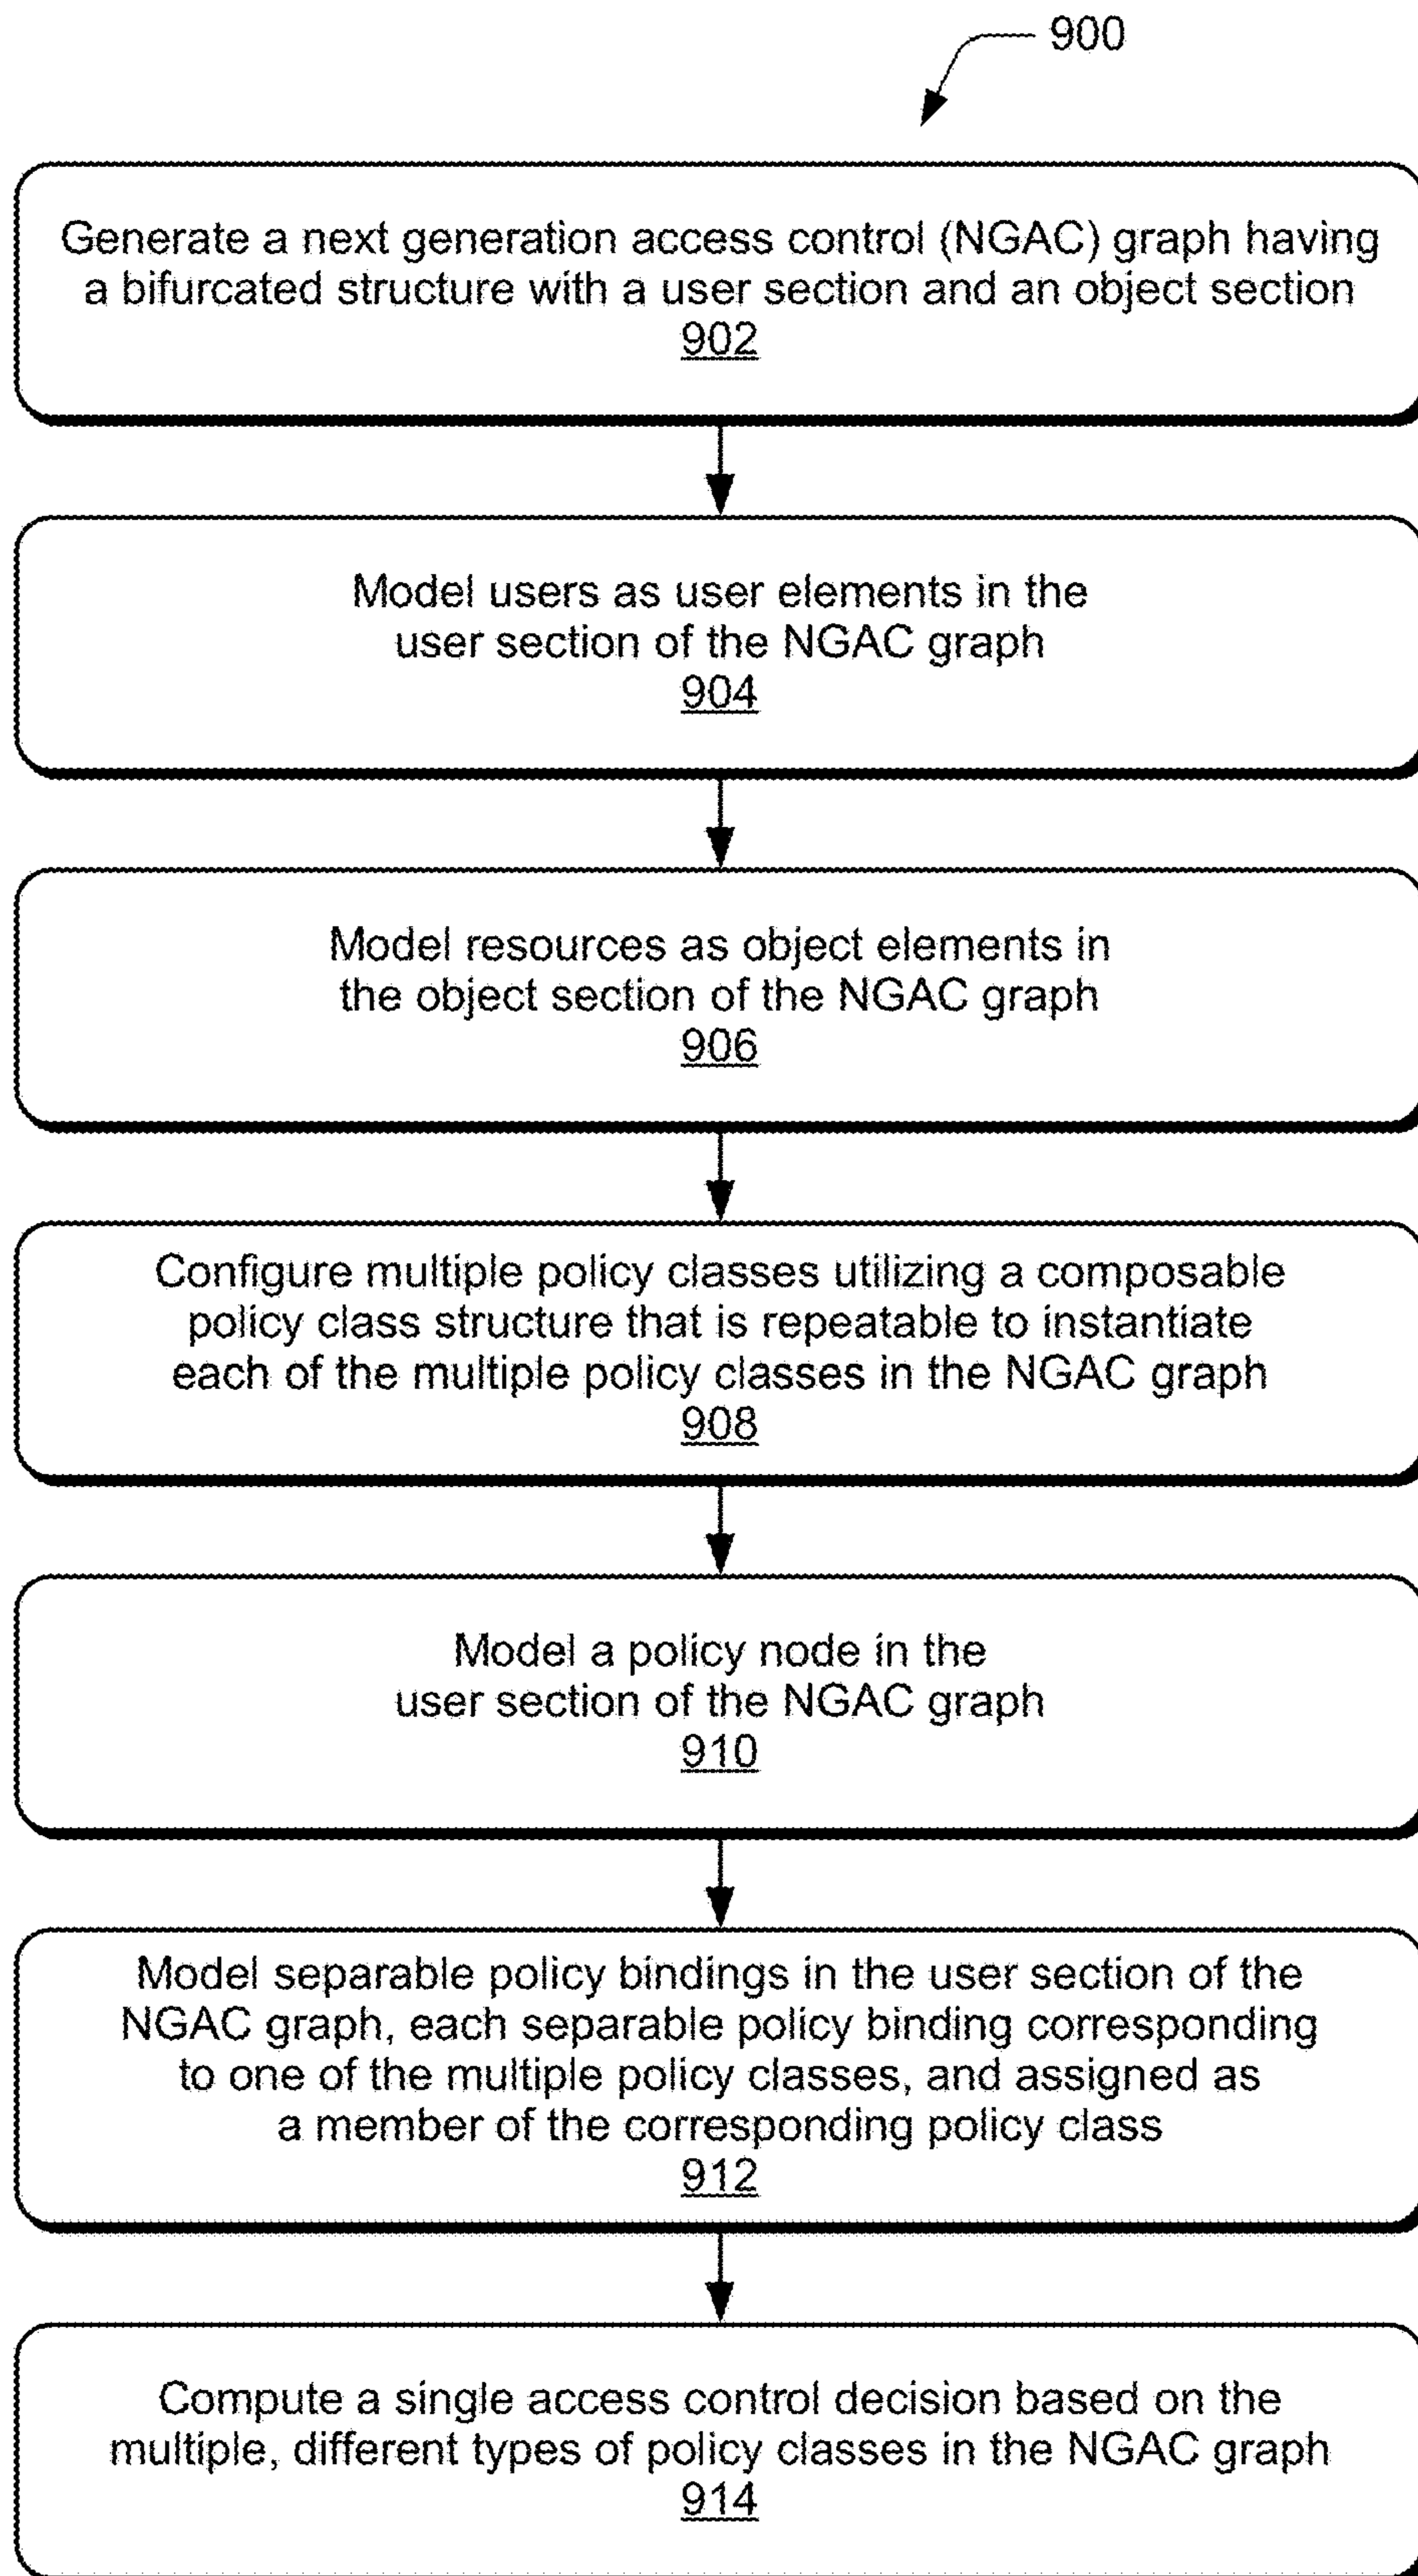 900
Generate a next generation access control (NGAC) graph having
a bifurcated structure with a user section and an object section
902
Model users as user elements in the
user section of the NGAC graph
904
Model resources as object elements in
the object section of the NGAC graph
906
Configure multiple policy classes utilizing a composable
policy class structure that is repeatable to instantiate
each of the multiple policy classes in the NGAC graph
908
Model a policy node in the
user section of the NGAC graph
910
Model separable policy bindings in the user section of the
NGAC graph, each separable policy binding corresponding
to one of the multiple policy classes, and assigned as
a member of the corresponding policy class
912
Compute a single access control decision based on the
multiple, different types of policy classes in the NGAC graph
914